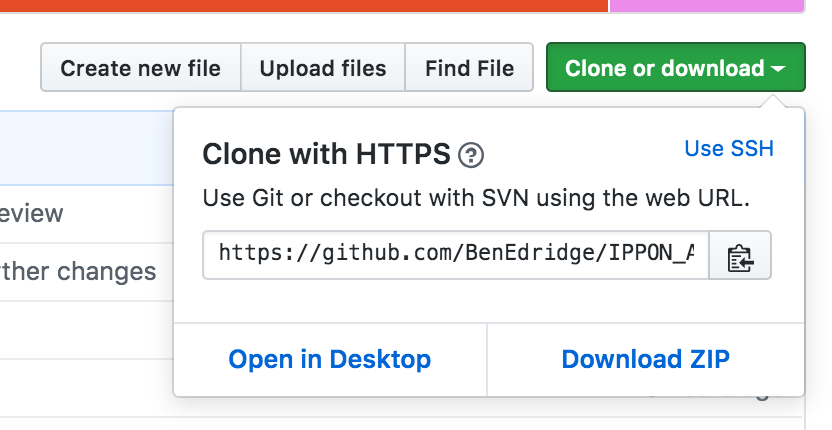 Create new file
Upload files
Find File
Clone or download
Clone with HTTPS
Use SSH
Use Git or checkout with SVN using the web URL.
https://github.com/BenEdridge/IPPON_A
eview
ther changes
Open in Desktop
Download ZIP